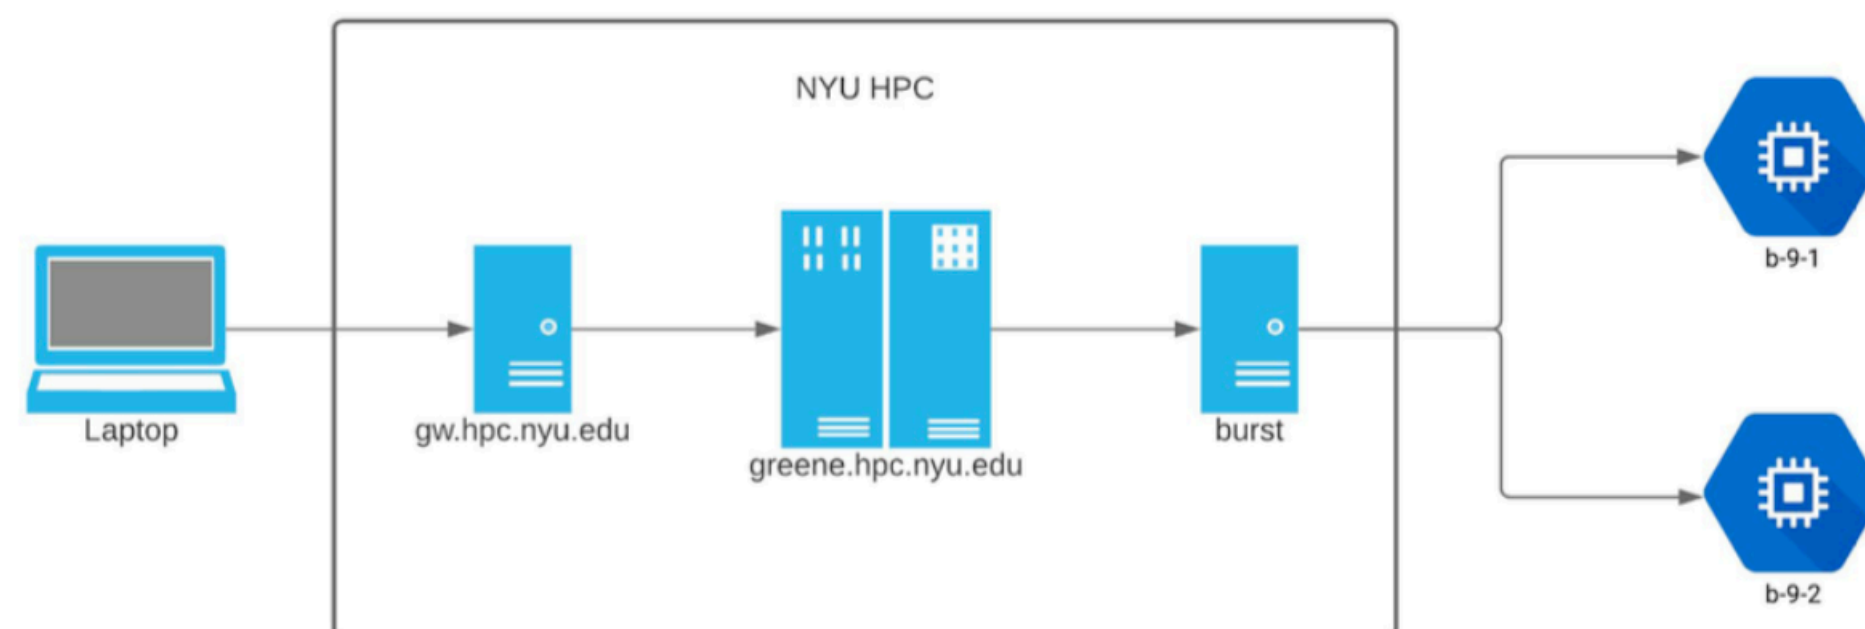 NYU HPC
Laptop
gw.hpc.nyu.edu
greene.hpc.nyu.edu
burst
b-9-1
b-9-2